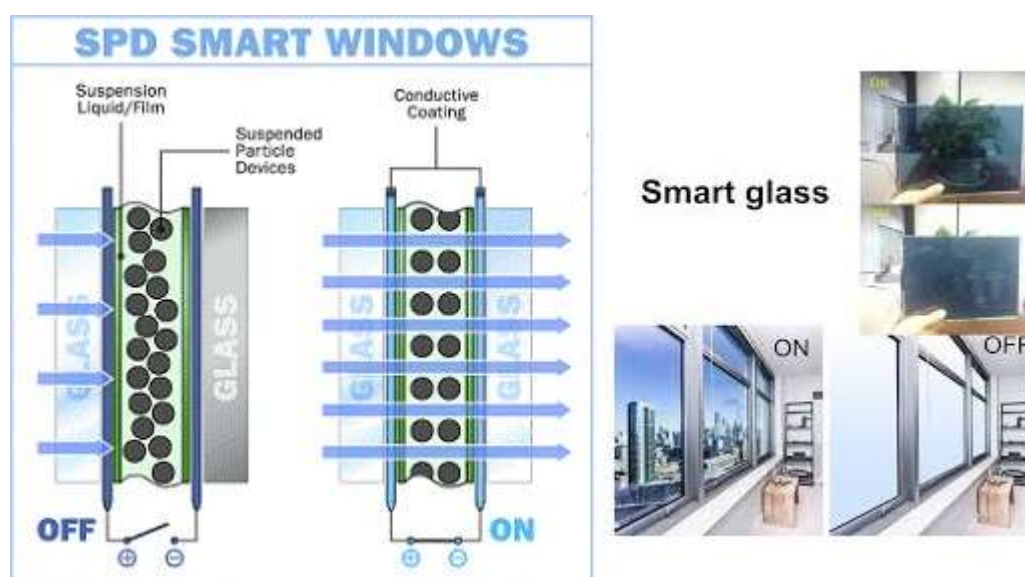 SPD SMART WINDOWS
Suspension
Liquid/Film
Suspended
Particle
Devices
Conductive
Coating
GLASS
GLASS
GLASS
GLASS
OFF
ON
Smart glass
ON
ON
OFF